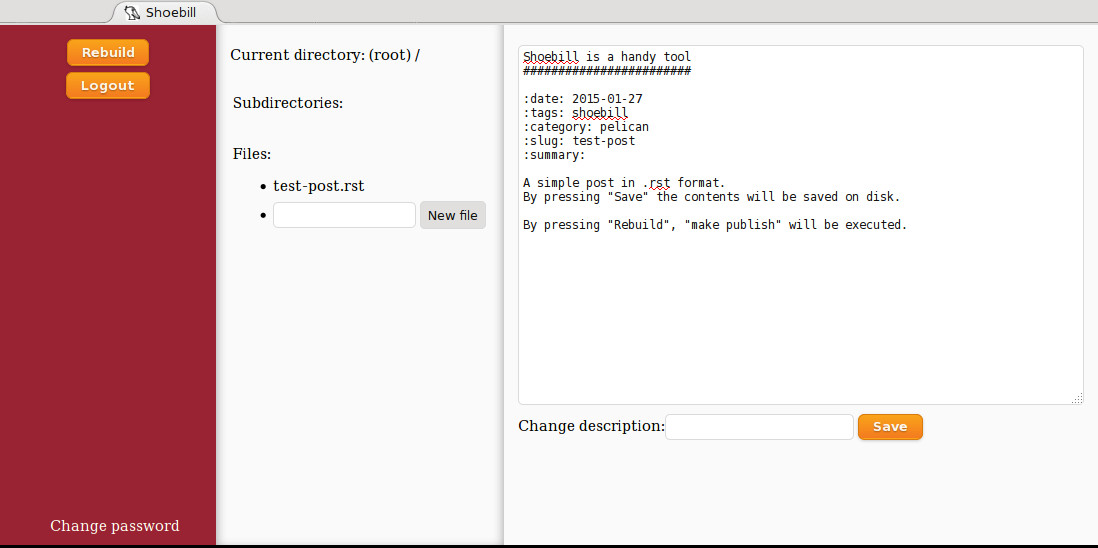 Shoebill
Rebuild
Logout
Change password
Current directory: (root) /
Subdirectories:
Files:
• test-post.rst
• New file
Shoebill is a handy tool
########################
:date: 2015-01-27
:tags: shoebill
:category: pelican
:slug: test-post
:summary:
A simple post in .rst format.
By pressing "Save" the contents will be saved on disk.
By pressing "Rebuild", "make publish" will be executed.
Change description: Save